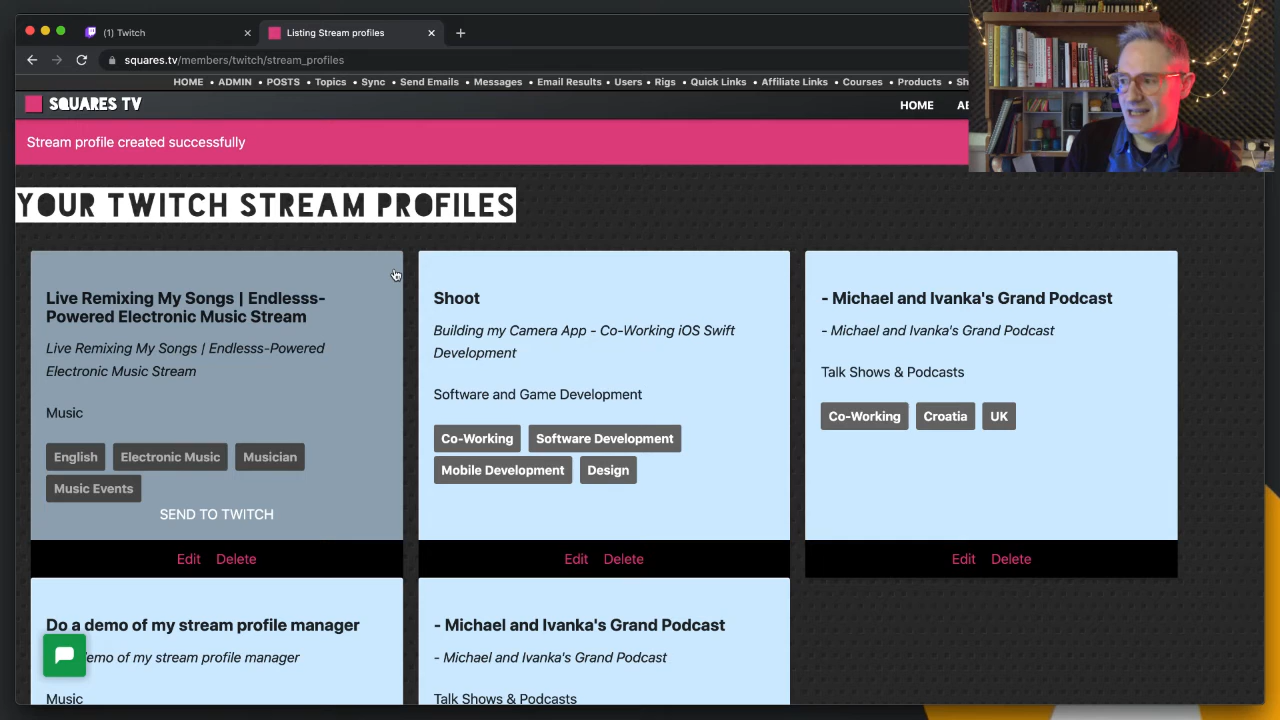 (1) Twitch
Listing Stream profiles
squares.tv/members/twitch/stream_profiles
HOME • ADMIN • POSTS • Topics • Sync • Send Emails • Messages • Email Results • Users • Rigs • Quick Links • Affiliate Links • Courses • Products • Sh
SQUARES TV
HOME
Stream profile created successfully
YOUR TWITCH STREAM PROFILES
Live Remixing My Songs | Endlesss-
Powered Electronic Music Stream
Live Remixing My Songs | Endlesss-Powered
Electronic Music Stream
Music
English Electronic Music Musician
Music Events
SEND TO TWITCH
Edit Delete
Shoot
Building my Camera App - Co-Working iOS Swift
Development
Software and Game Development
Co-Working Software Development
Mobile Development Design
Edit Delete
- Michael and Ivanka's Grand Podcast
- Michael and Ivanka's Grand Podcast
Talk Shows & Podcasts
Co-Working Croatia UK
Edit Delete
Do a demo of my stream profile manager
demo of my stream profile manager
Music
- Michael and Ivanka's Grand Podcast
- Michael and Ivanka's Grand Podcast
Talk Shows & Podcasts